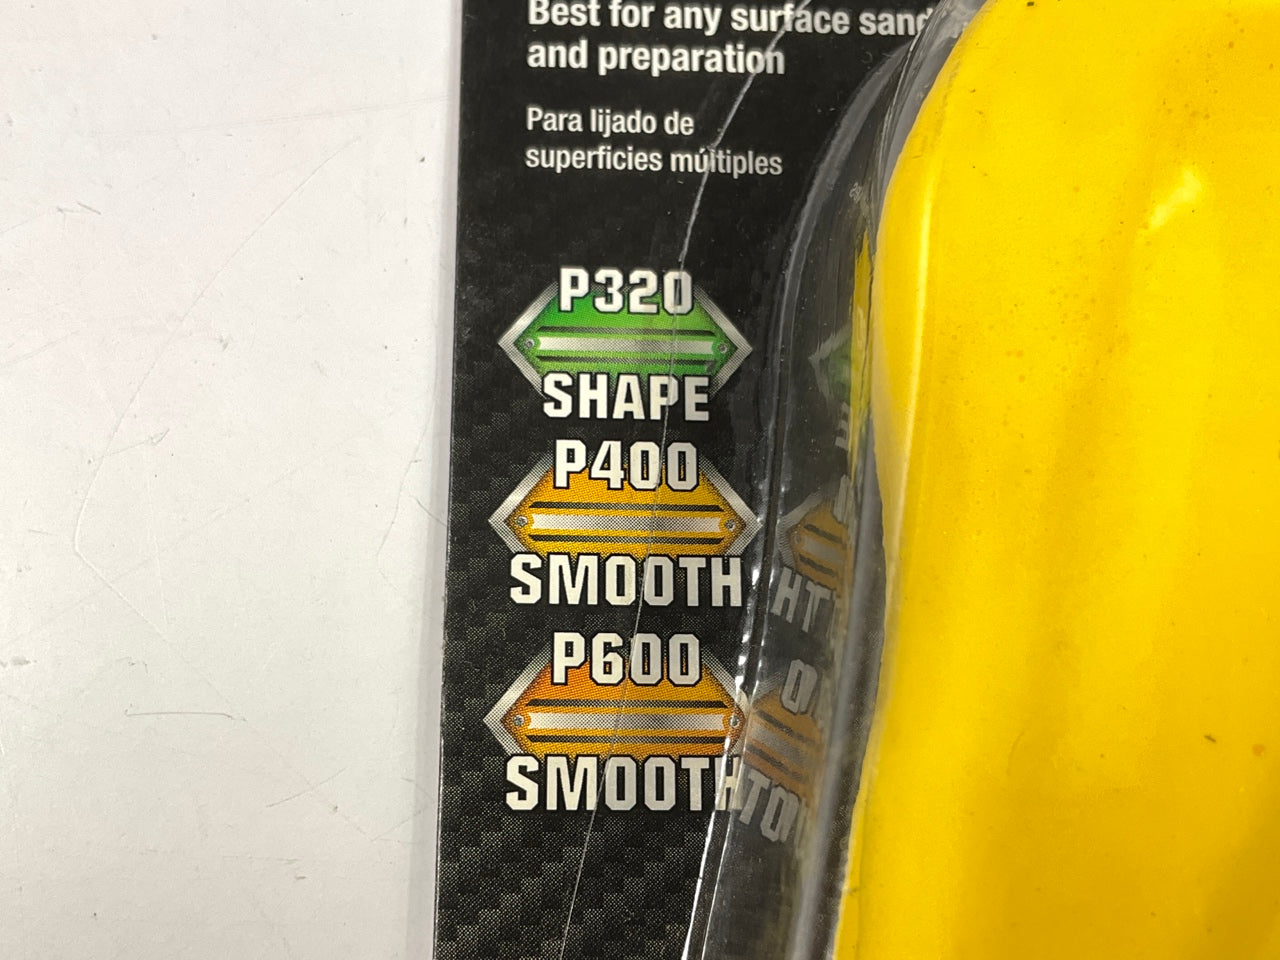 Best for any surface sand
and preparation
Para lijado de
superficies múltiples
P320
SHAPE
P400
SMOOTH
P600
SMOOTH